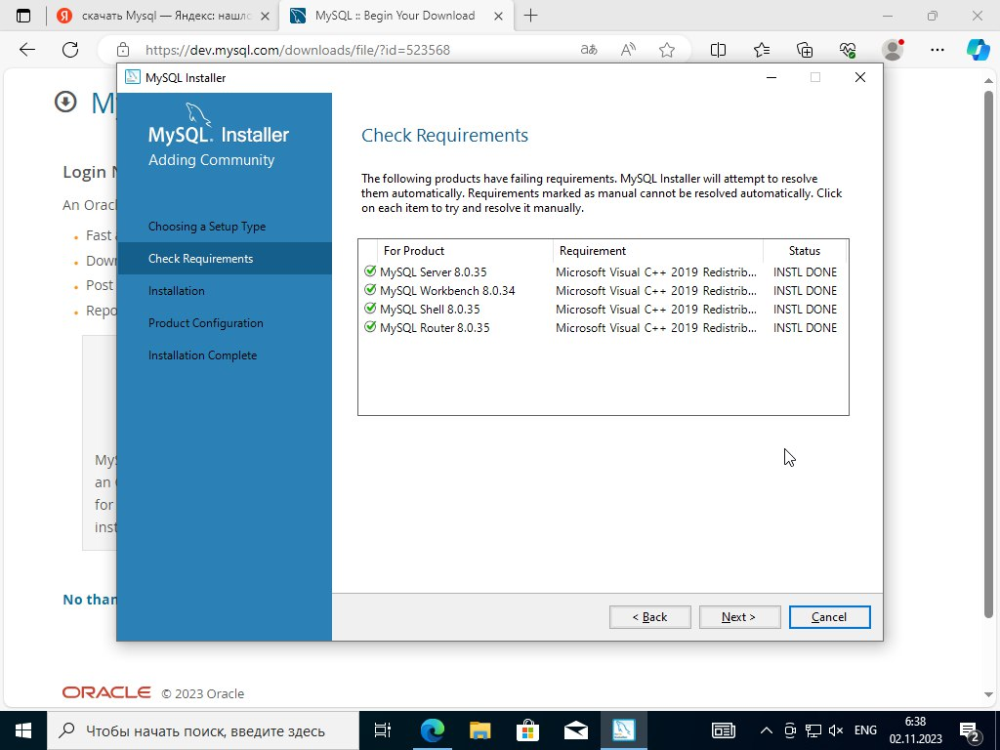 скачать Mysql — Яндекс: нашло
MySQL :: Begin Your Download
https://dev.mysql.com/downloads/file/?id=523568
MySQL Installer
MySQL Installer
Adding Community
Choosing a Setup Type
Check Requirements
Installation
Product Configuration
Installation Complete
Check Requirements
The following products have failing requirements. MySQL Installer will attempt to resolve
them automatically. Requirements marked as manual cannot be resolved automatically. Click
on each item to try and resolve it manually.
For Product Requirement Status
MySQL Server 8.0.35 Microsoft Visual C++ 2019 Redistrib... INSTL DONE
MySQL Workbench 8.0.34 Microsoft Visual C++ 2019 Redistrib... INSTL DONE
MySQL Shell 8.0.35 Microsoft Visual C++ 2019 Redistrib... INSTL DONE
MySQL Router 8.0.35 Microsoft Visual C++ 2019 Redistrib... INSTL DONE
< Back Next > Cancel
Login
An
Fast
Post
an
for
No
ORACLE © 2023 Oracle
Чтобы начать поиск, введите здесь
ENG
6:38
02.11.2023
2